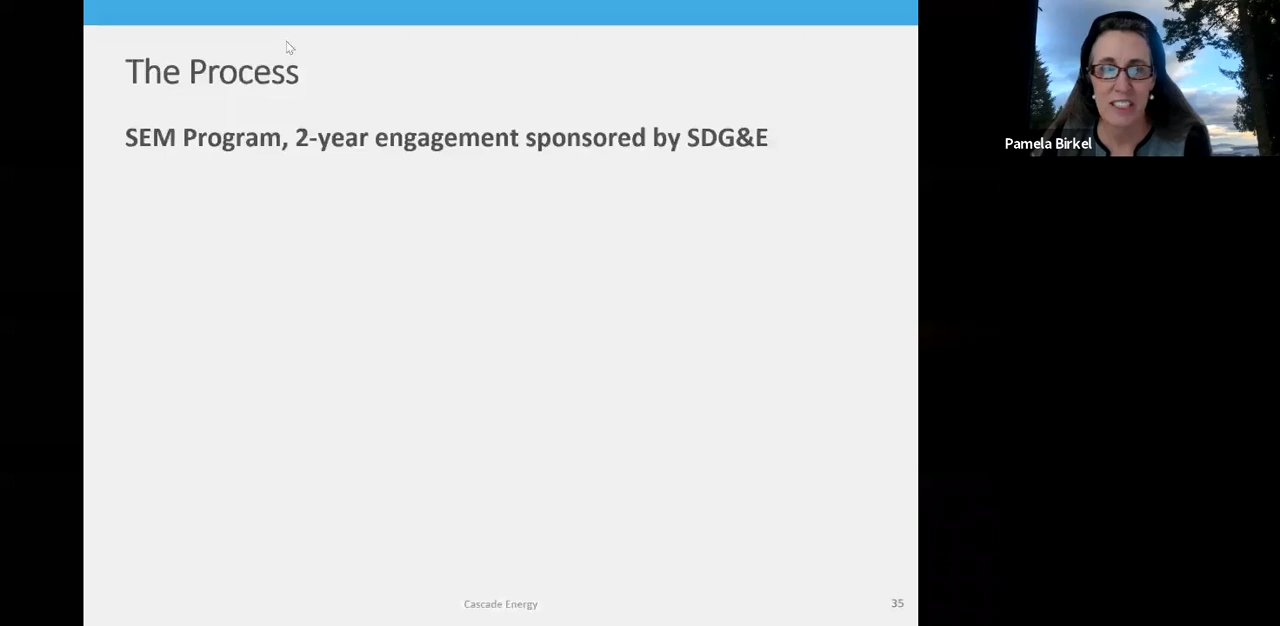 The Process
SEM Program, 2-year engagement sponsored by SDG&E
Pamela Birkel
Cascade Energy
35